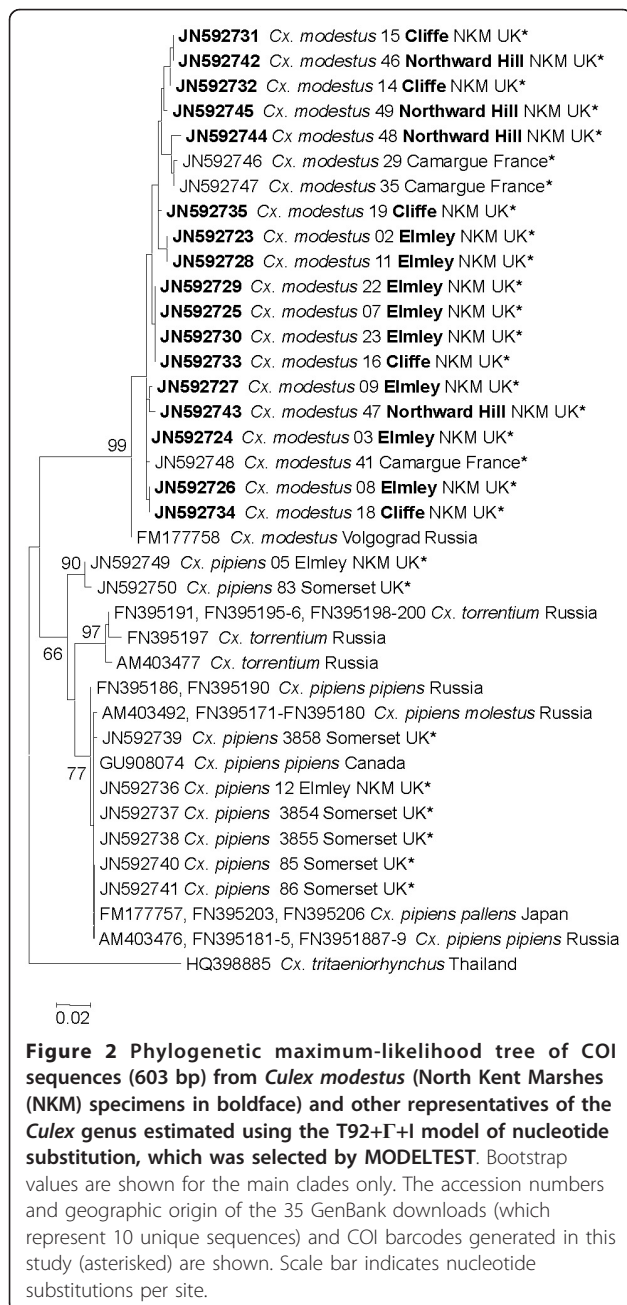 JN592731 Cx. modestus 15 Cliffe NKM UK*
JN592742 Cx. modestus 46 Northward Hill NKM UK*
JN592732 Cx. modestus 14 Cliffe NKM UK*
JN592745 Cx. modestus 49 Northward Hill NKM UK*
JN592744 Cx modestus 48 Northward Hill NKM UK*
JN592746 Cx. modestus 29 Camargue France*
JN592747 Cx. modestus 35 Camargue France*
JN592735 Cx. modestus 19 Cliffe NKM UK*
JN592723 Cx. modestus 02 Elmley NKM UK*
JN592728 Cx. modestus 11 Elmley NKM UK*
JN592729 Cx. modestus 22 Elmley NKM UK*
JN592725 Cx. modestus 07 Elmley NKM UK*
JN592730 Cx. modestus 23 Elmley NKM UK*
JN592733 Cx. modestus 16 Cliffe NKM UK*
JN592727 Cx. modestus 09 Elmley NKM UK*
JN592743 Cx. modestus 47 Northward Hill NKM UK*
JN592724 Cx. modestus 03 Elmley NKM UK*
99
JN592748 Cx. modestus 41 Camargue France*
JN592726 Cx. modestus 08 Elmley NKM UK*
JN592734 Cx. modestus 18 Cliffe NKM UK*
FM177758 Cx. modestus Volgograd Russia
90 JN592749 Cx. pipiens 05 Elmley NKM UK*
JN592750 Cx. pipiens 83 Somerset UK*
FN395191, FN395195-6, FN395198-200 Cx. torrentium Russia
97 FN395197 Cx. torrentium Russia
66
AM403477 Cx. torrentium Russia
FN395186, FN395190 Cx. pipiens pipiens Russia
AM403492, FN395171-FN395180 Cx. pipiens molestus Russia
JN592739 Cx. pipiens 3858 Somerset UK*
77 GU908074 Cx. pipiens pipiens Canada
JN592736 Cx. pipiens 12 Elmley NKM UK*
JN592737 Cx. pipiens 3854 Somerset UK*
JN592738 Cx. pipiens 3855 Somerset UK*
JN592740 Cx. pipiens 85 Somerset UK*
JN592741 Cx. pipiens 86 Somerset UK*
FM177757, FN395203, FN395206 Cx. pipiens pallens Japan
AM403476, FN395181-5, FN3951887-9 Cx. pipiens pipiens Russia
HQ398885 Cx. tritaeniorhynchus Thailand
0.02
Figure 2 Phylogenetic maximum-likelihood tree of COI
sequences (603 bp) from Culex modestus (North Kent Marshes
(NKM) specimens in boldface) and other representatives of the
Culex genus estimated using the T92+Γ+I model of nucleotide
substitution, which was selected by MODELTEST. Bootstrap
values are shown for the main clades only. The accession numbers
and geographic origin of the 35 GenBank downloads (which
represent 10 unique sequences) and COI barcodes generated in this
study (asterisked) are shown. Scale bar indicates nucleotide
substitutions per site.